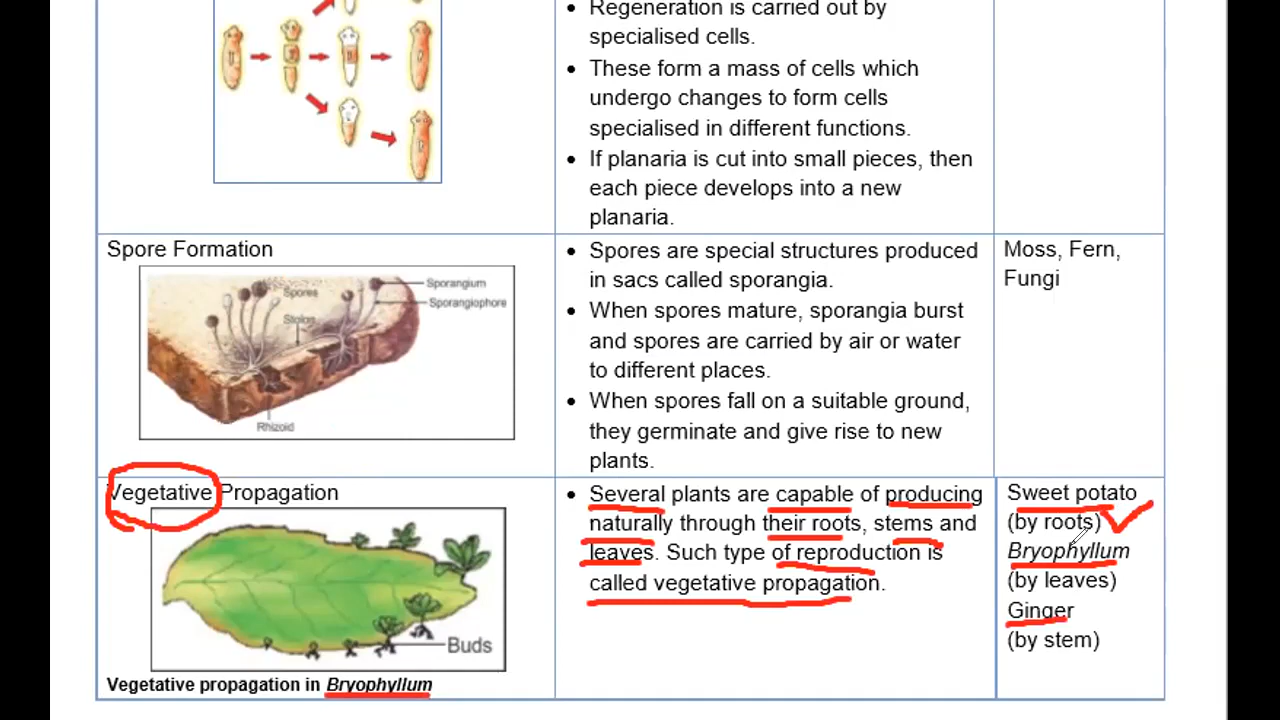 Regeneration is carried out by
specialised cells.
These form a mass of cells which
undergo changes to form cells
specialised in different functions.
If planaria is cut into small pieces, then
each piece develops into a new
planaria.
Spore Formation
Spores
Sporangium
Sporangiophore
Stolon
Rhizoid
Spores are special structures produced
in sacs called sporangia.
When spores mature, sporangia burst
and spores are carried by air or water
to different places.
When spores fall on a suitable ground,
they germinate and give rise to new
plants.
Moss, Fern,
Fungi
Vegetative Propagation
Buds
Vegetative propagation in Bryophyllum
Several plants are capable of producing
naturally through their roots, stems and
leaves. Such type of reproduction is
called vegetative propagation.
Sweet potato
(by roots)
Bryophyllum
(by leaves)
Ginger
(by stem)